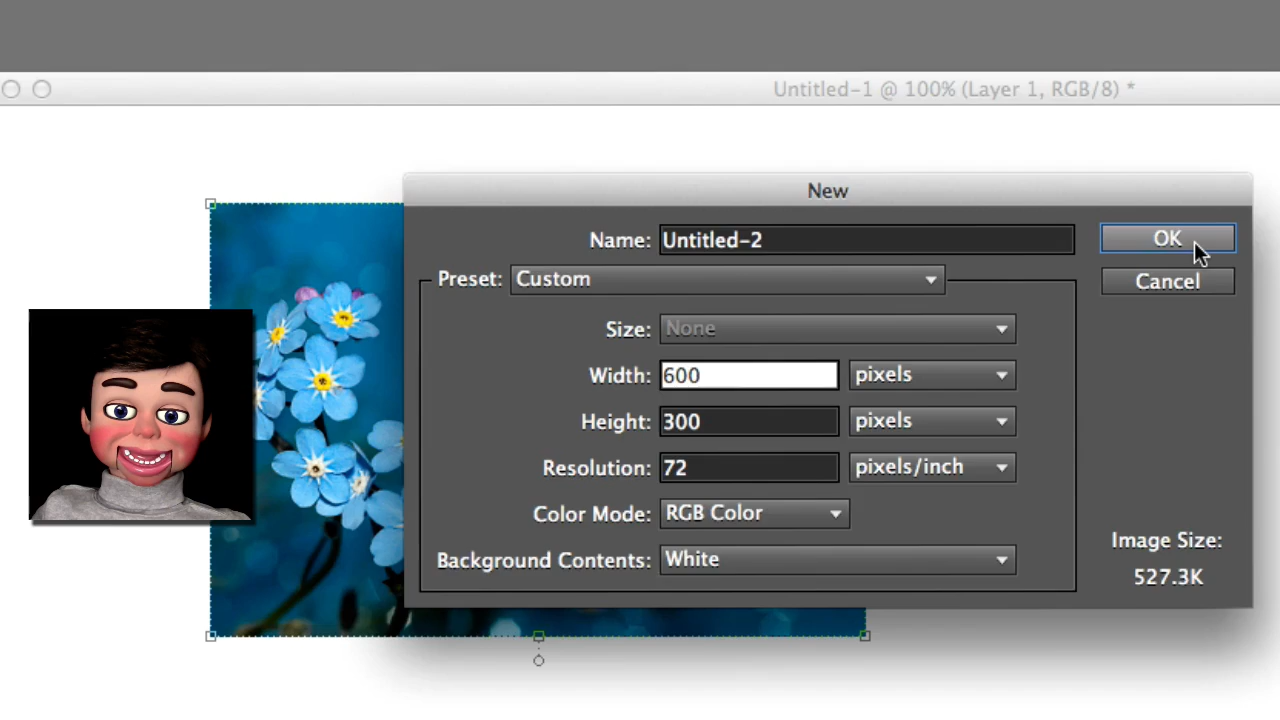 Untitled-1 @ 100% (Layer 1, RGB/8) *
New
Name: Untitled-2
OK
Preset: Custom
Cancel
Size: None
Width: 600 pixels
Height: 300 pixels
Resolution: 72 pixels/inch
Color Mode: RGB Color
Background Contents: White
Image Size:
527.3K